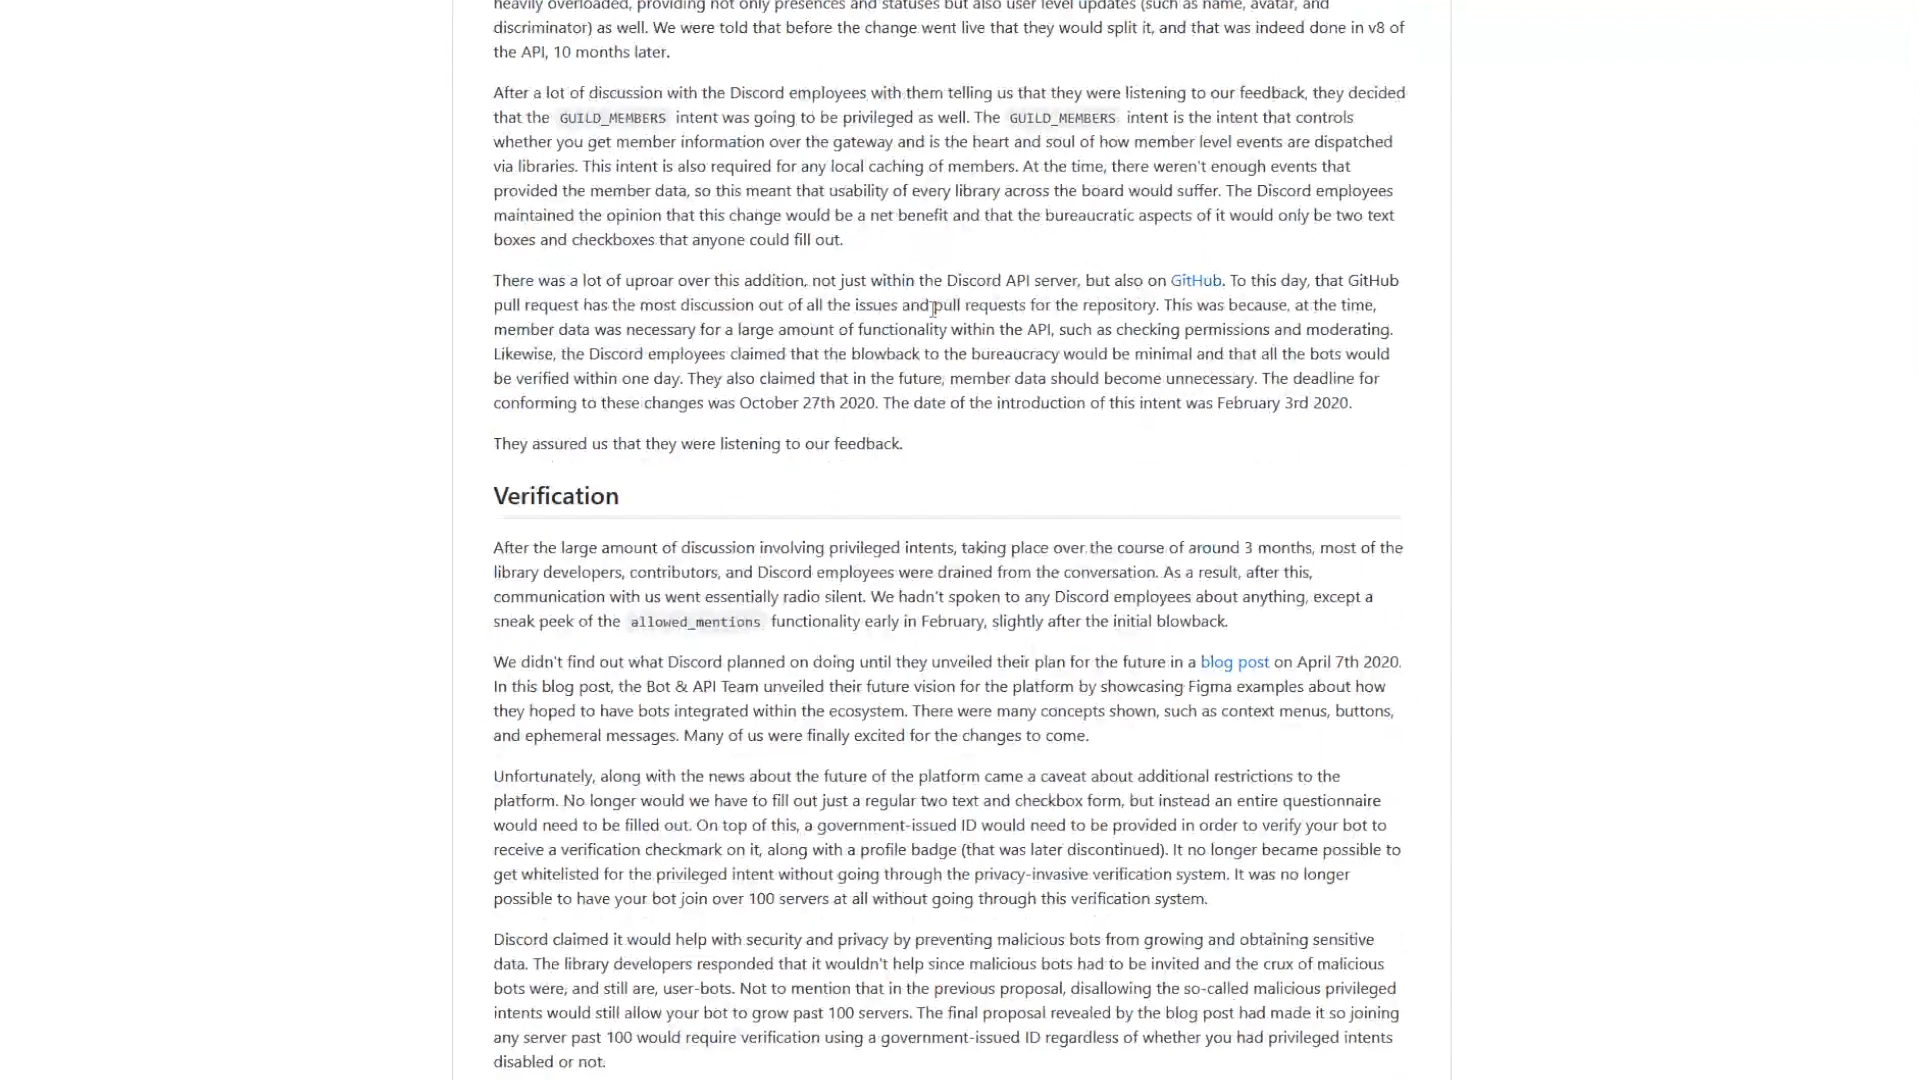 heavily overloaded, providing not only presences and statuses but also user level updates (such as name, avatar, and
discriminator) as well. We were told that before the change went live that they would split it, and that was indeed done in v8 of
the API, 10 months later.
After a lot of discussion with the Discord employees with them telling us that they were listening to our feedback, they decided
that the GUILD_MEMBERS intent was going to be privileged as well. The GUILD_MEMBERS intent is the intent that controls
whether you get member information over the gateway and is the heart and soul of how member level events are dispatched
via libraries. This intent is also required for any local caching of members. At the time, there weren't enough events that
provided the member data, so this meant that usability of every library across the board would suffer. The Discord employees
maintained the opinion that this change would be a net benefit and that the bureaucratic aspects of it would only be two text
boxes and checkboxes that anyone could fill out.
There was a lot of uproar over this addition, not just within the Discord API server, but also on GitHub. To this day, that GitHub
pull request has the most discussion out of all the issues and pull requests for the repository. This was because, at the time,
member data was necessary for a large amount of functionality within the API, such as checking permissions and moderating.
Likewise, the Discord employees claimed that the blowback to the bureaucracy would be minimal and that all the bots would
be verified within one day. They also claimed that in the future, member data should become unnecessary. The deadline for
conforming to these changes was October 27th 2020. The date of the introduction of this intent was February 3rd 2020.
They assured us that they were listening to our feedback.
Verification
After the large amount of discussion involving privileged intents, taking place over the course of around 3 months, most of the
library developers, contributors, and Discord employees were drained from the conversation. As a result, after this,
communication with us went essentially radio silent. We hadn't spoken to any Discord employees about anything, except a
sneak peek of the allowed_mentions functionality early in February, slightly after the initial blowback.
We didn't find out what Discord planned on doing until they unveiled their plan for the future in a blog post on April 7th 2020.
In this blog post, the Bot & API Team unveiled their future vision for the platform by showcasing Figma examples about how
they hoped to have bots integrated within the ecosystem. There were many concepts shown, such as context menus, buttons,
and ephemeral messages. Many of us were finally excited for the changes to come.
Unfortunately, along with the news about the future of the platform came a caveat about additional restrictions to the
platform. No longer would we have to fill out just a regular two text and checkbox form, but instead an entire questionnaire
would need to be filled out. On top of this, a government-issued ID would need to be provided in order to verify your bot to
receive a verification checkmark on it, along with a profile badge (that was later discontinued). It no longer became possible to
get whitelisted for the privileged intent without going through the privacy-invasive verification system. It was no longer
possible to have your bot join over 100 servers at all without going through this verification system.
Discord claimed it would help with security and privacy by preventing malicious bots from growing and obtaining sensitive
data. The library developers responded that it wouldn't help since malicious bots had to be invited and the crux of malicious
bots were, and still are, user-bots. Not to mention that in the previous proposal, disallowing the so-called malicious privileged
intents would still allow your bot to grow past 100 servers. The final proposal revealed by the blog post had made it so joining
any server past 100 would require verification using a government-issued ID regardless of whether you had privileged intents
disabled or not.